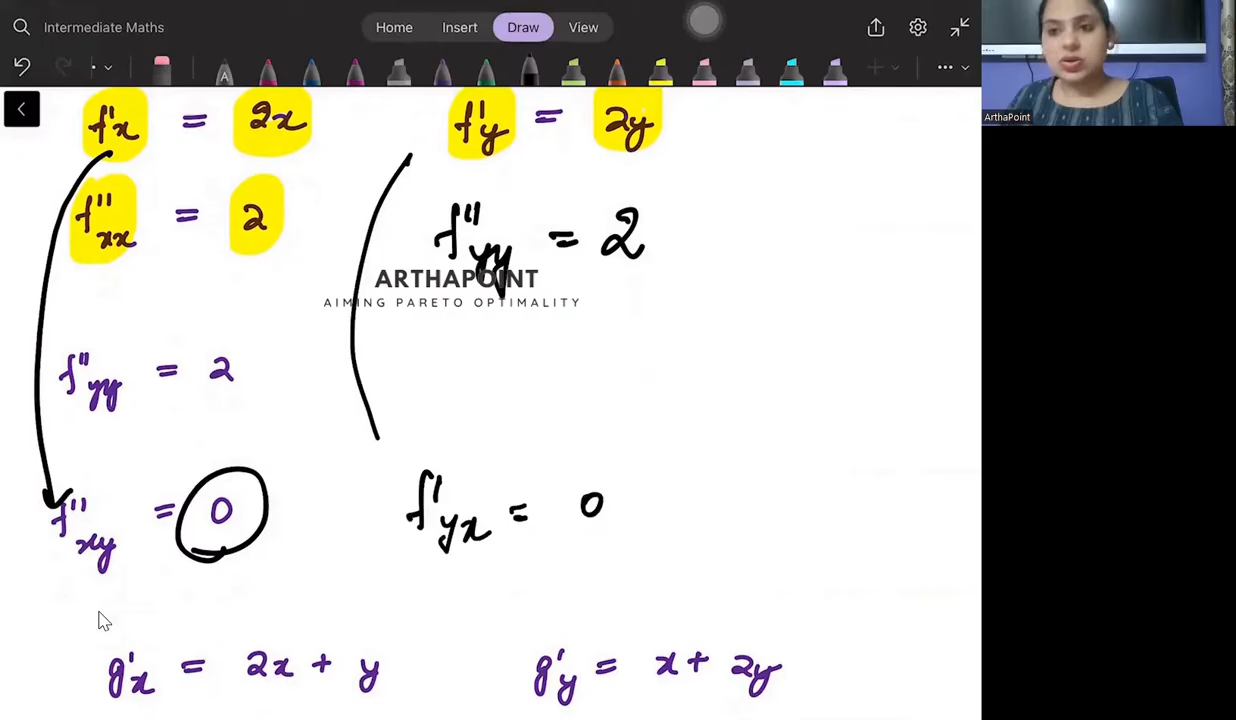 Intermediate Maths
Home Insert Draw View
A
ArthaPoint
f'x = 2x f'y = 2y
f''xx = 2 f''yy = 2
ARTHAPOINT
AIMING PARETO OPTIMALITY
f''yy = 2
f''xy = 0 f'yx = 0
g'x = 2x + y g'y = x + 2y